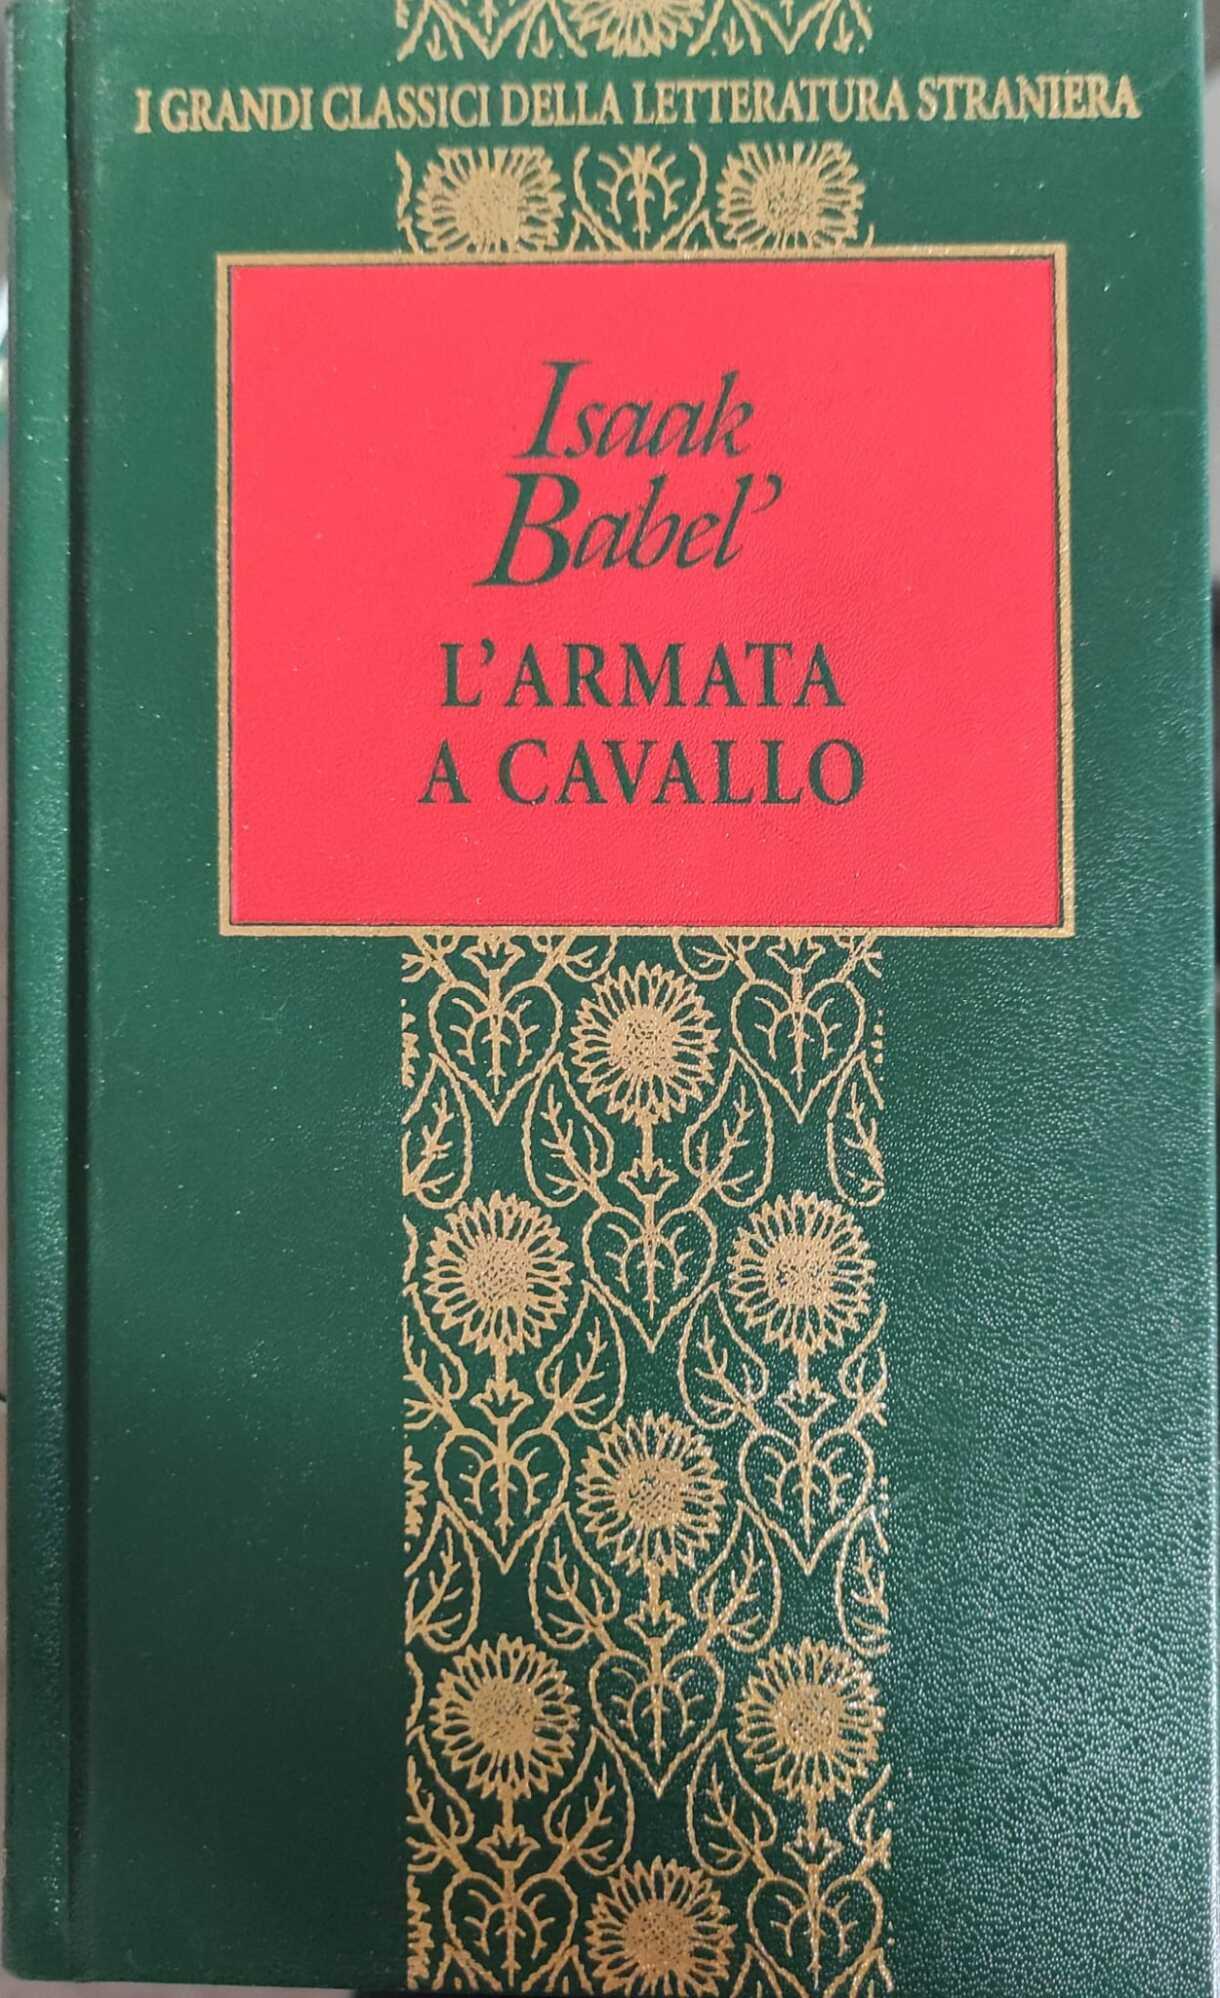 I GRANDI CLASSICI DELLA LETTERATURA STRANIERA
Isaak
Babel'
L'ARMATA
A CAVALLO